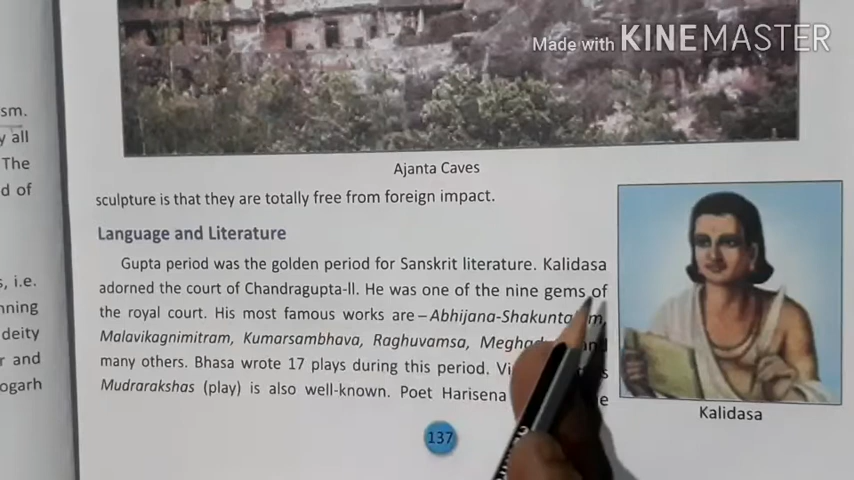 Made with KINEMASTER
ism.
y all
The
d of
s, i.e.
nning
deity
r and
ogarh
Ajanta Caves
sculpture is that they are totally free from foreign impact.
Language and Literature
Gupta period was the golden period for Sanskrit literature. Kalidasa
adorned the court of Chandragupta-II. He was one of the nine gems of
the royal court. His most famous works are – Abhijana-Shakunta
Malavikagnimitram, Kumarsambhava, Raghuvamsa, and
many others. Bhasa wrote 17 plays during this period.
Mudrarakshas (play) is also well-known. Poet Harisena
Kalidasa
137